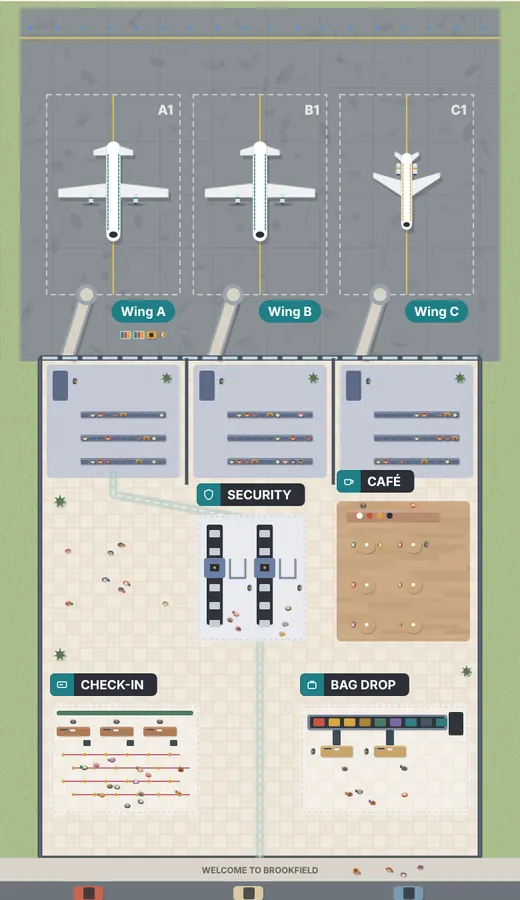 A1
B1
C1
Wing A
Wing B
Wing C
CAFÉ
SECURITY
CHECK-IN
BAG DROP
WELCOME TO BROOKFIELD